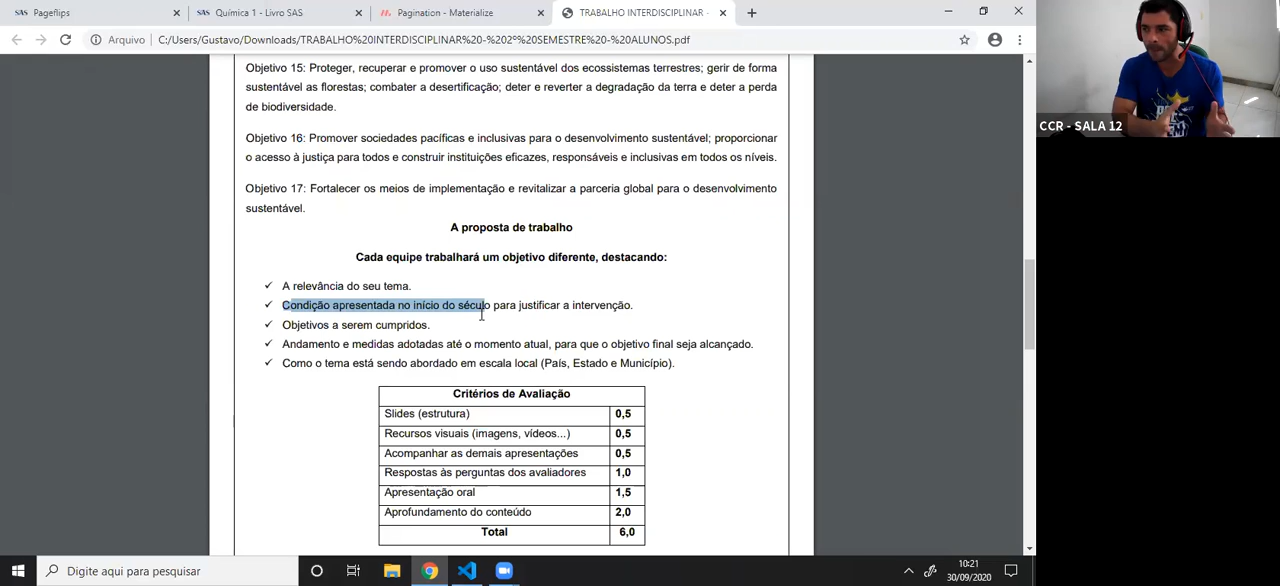 SAS Pageflips
SAS Química 1 - Livro SAS
Pagination - Materialize
TRABALHO INTERDISCIPLINAR -
Arquivo C:/Users/Gustavo/Downloads/TRABALHO%20INTERDISCIPLINAR%20-%202º%20SEMESTRE%20-%20ALUNOS.pdf
Objetivo 15: Proteger, recuperar e promover o uso sustentável dos ecossistemas terrestres; gerir de forma
sustentável as florestas; combater a desertificação; deter e reverter a degradação da terra e deter a perda
de biodiversidade.
Objetivo 16: Promover sociedades pacíficas e inclusivas para o desenvolvimento sustentável; proporcionar
o acesso à justiça para todos e construir instituições eficazes, responsáveis e inclusivas em todos os níveis.
Objetivo 17: Fortalecer os meios de implementação e revitalizar a parceria global para o desenvolvimento
sustentável.
A proposta de trabalho
Cada equipe trabalhará um objetivo diferente, destacando:
A relevância do seu tema.
Condição apresentada no início do século para justificar a intervenção.
Objetivos a serem cumpridos.
Andamento e medidas adotadas até o momento atual, para que o objetivo final seja alcançado.
Como o tema está sendo abordado em escala local (País, Estado e Município).
Critérios de Avaliação
Slides (estrutura) 0,5
Recursos visuais (imagens, vídeos...) 0,5
Acompanhar as demais apresentações 0,5
Respostas às perguntas dos avaliadores 1,0
Apresentação oral 1,5
Aprofundamento do conteúdo 2,0
Total 6,0
CCR - SALA 12
Digite aqui para pesquisar
10:21
30/09/2020